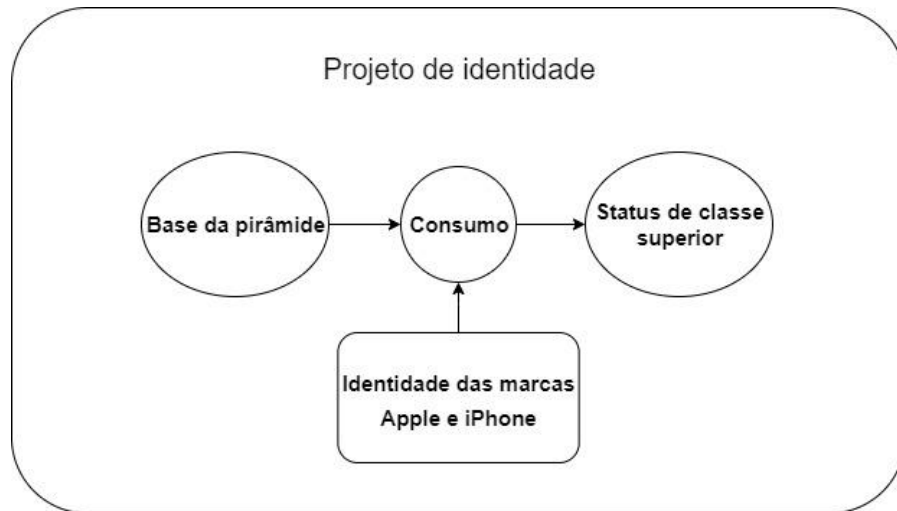 Projeto de identidade
Base da pirâmide
Consumo
Status de classe
superior
Identidade das marcas
Apple e iPhone